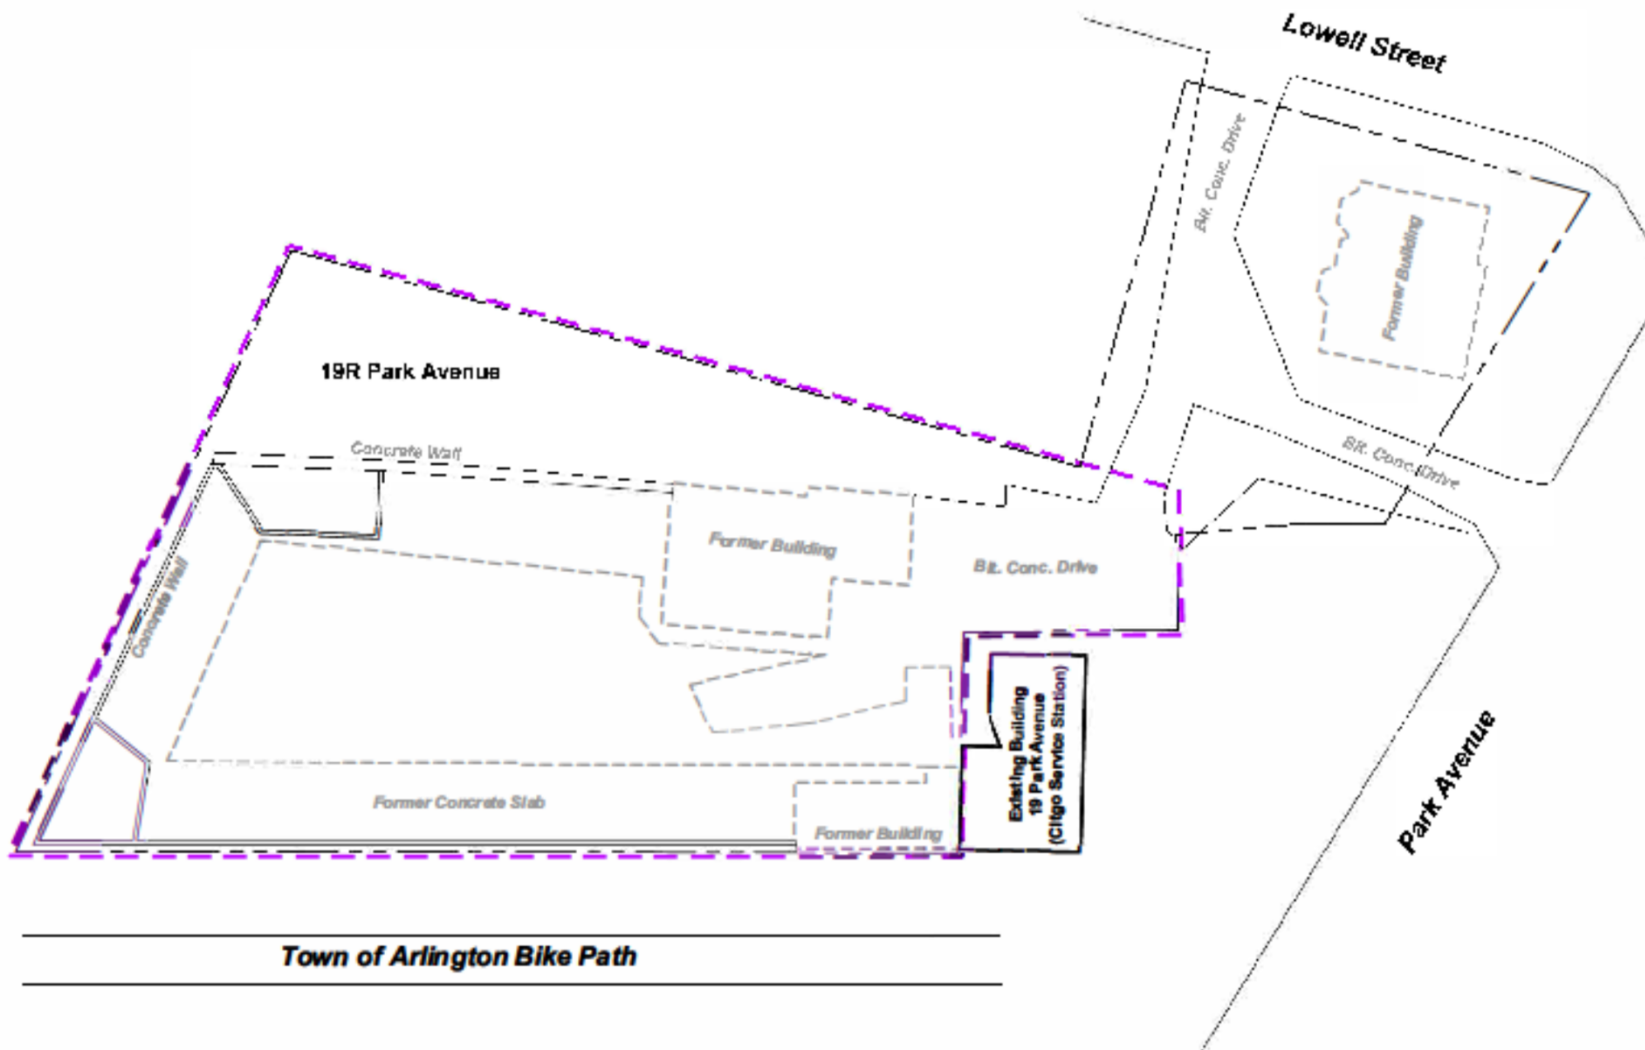 Lowell Street
Bit. Conc. Drive
Former Building
19R Park Avenue
Concrete Wall
Bit. Conc. Drive
Former Building
Bit. Conc. Drive
Concrete Wall
Existing Building
19 Park Avenue
(Citgo Service Station)
Park Avenue
Former Concrete Slab
Former Building
Town of Arlington Bike Path